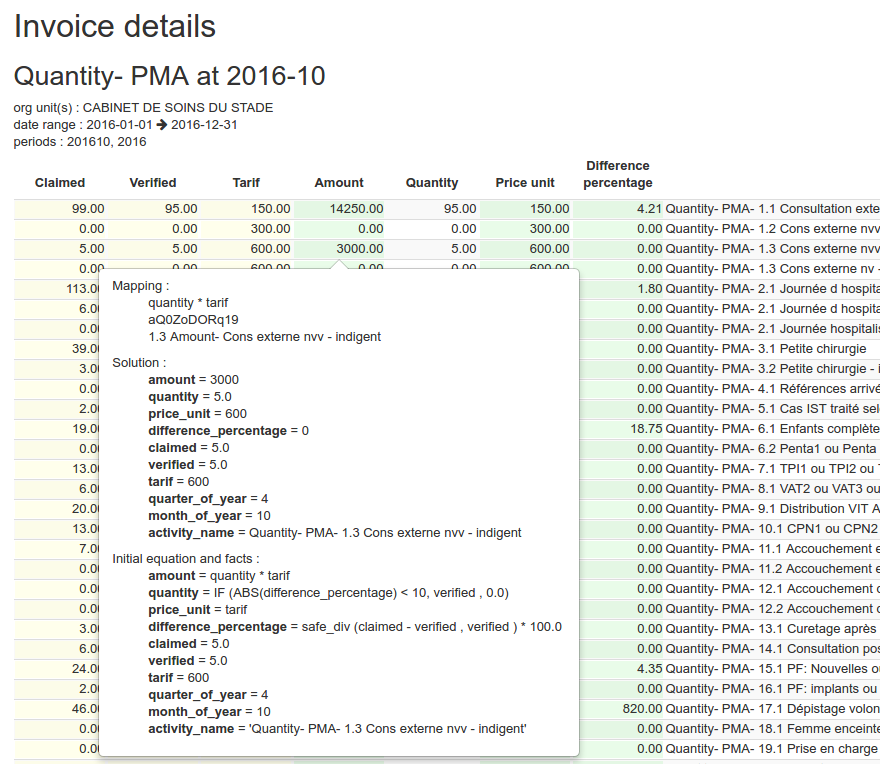 Invoice details
Quantity- PMA at 2016-10
org unit(s) : CABINET DE SOINS DU STADE
date range : 2016-01-01 → 2016-12-31
periods : 201610, 2016
Claimed Verified Tarif Amount Quantity Price unit Difference percentage
99.00 95.00 150.00 14250.00 95.00 150.00 4.21 Quantity- PMA- 1.1 Consultation exte
0.00 0.00 300.00 0.00 0.00 300.00 0.00 Quantity- PMA- 1.2 Cons externe nvv
5.00 5.00 600.00 3000.00 5.00 600.00 0.00 Quantity- PMA- 1.3 Cons externe nvv
0.00 0.00 600.00 0.00 0.00 600.00 0.00 Quantity- PMA- 1.3 Cons externe nv -
113.0 1.80 Quantity- PMA- 2.1 Journée d hospita
6.0 0.00 Quantity- PMA- 2.1 Journée d hospita
0.0 0.00 Quantity- PMA- 2.1 Journée hospitalis
39.0 0.00 Quantity- PMA- 3.1 Petite chirurgie
3.0 0.00 Quantity- PMA- 3.2 Petite chirurgie - i
0.0 0.00 Quantity- PMA- 4.1 Références arrivé
2.0 0.00 Quantity- PMA- 5.1 Cas IST traité sel
19.0 18.75 Quantity- PMA- 6.1 Enfants complète
0.0 0.00 Quantity- PMA- 6.2 Penta1 ou Penta
13.0 0.00 Quantity- PMA- 7.1 TPI1 ou TPI2 ou T
6.0 0.00 Quantity- PMA- 8.1 VAT2 ou VAT3 ou
20.0 0.00 Quantity- PMA- 9.1 Distribution VIT A
13.0 0.00 Quantity- PMA- 10.1 CPN1 ou CPN2
7.0 0.00 Quantity- PMA- 11.1 Accouchement e
0.0 0.00 Quantity- PMA- 11.2 Accouchement e
0.0 0.00 Quantity- PMA- 12.1 Accouchement d
0.0 0.00 Quantity- PMA- 12.2 Accouchement d
3.0 0.00 Quantity- PMA- 13.1 Curetage après
6.0 0.00 Quantity- PMA- 14.1 Consultation pos
24.0 4.35 Quantity- PMA- 15.1 PF: Nouvelles o
2.0 0.00 Quantity- PMA- 16.1 PF: implants ou
46.0 820.00 Quantity- PMA- 17.1 Dépistage volon
0.0 0.00 Quantity- PMA- 18.1 Femme enceinte
0.0 0.00 Quantity- PMA- 19.1 Prise en charge
Mapping :
quantity * tarif
aQ0ZoDORq19
1.3 Amount- Cons externe nvv - indigent
Solution :
amount = 3000
quantity = 5.0
price_unit = 600
difference_percentage = 0
claimed = 5.0
verified = 5.0
tarif = 600
quarter_of_year = 4
month_of_year = 10
activity_name = Quantity- PMA- 1.3 Cons externe nvv - indigent
Initial equation and facts :
amount = quantity * tarif
quantity = IF (ABS(difference_percentage) < 10, verified , 0.0)
price_unit = tarif
difference_percentage = safe_div (claimed - verified , verified ) * 100.0
claimed = 5.0
verified = 5.0
tarif = 600
quarter_of_year = 4
month_of_year = 10
activity_name = 'Quantity- PMA- 1.3 Cons externe nvv - indigent'